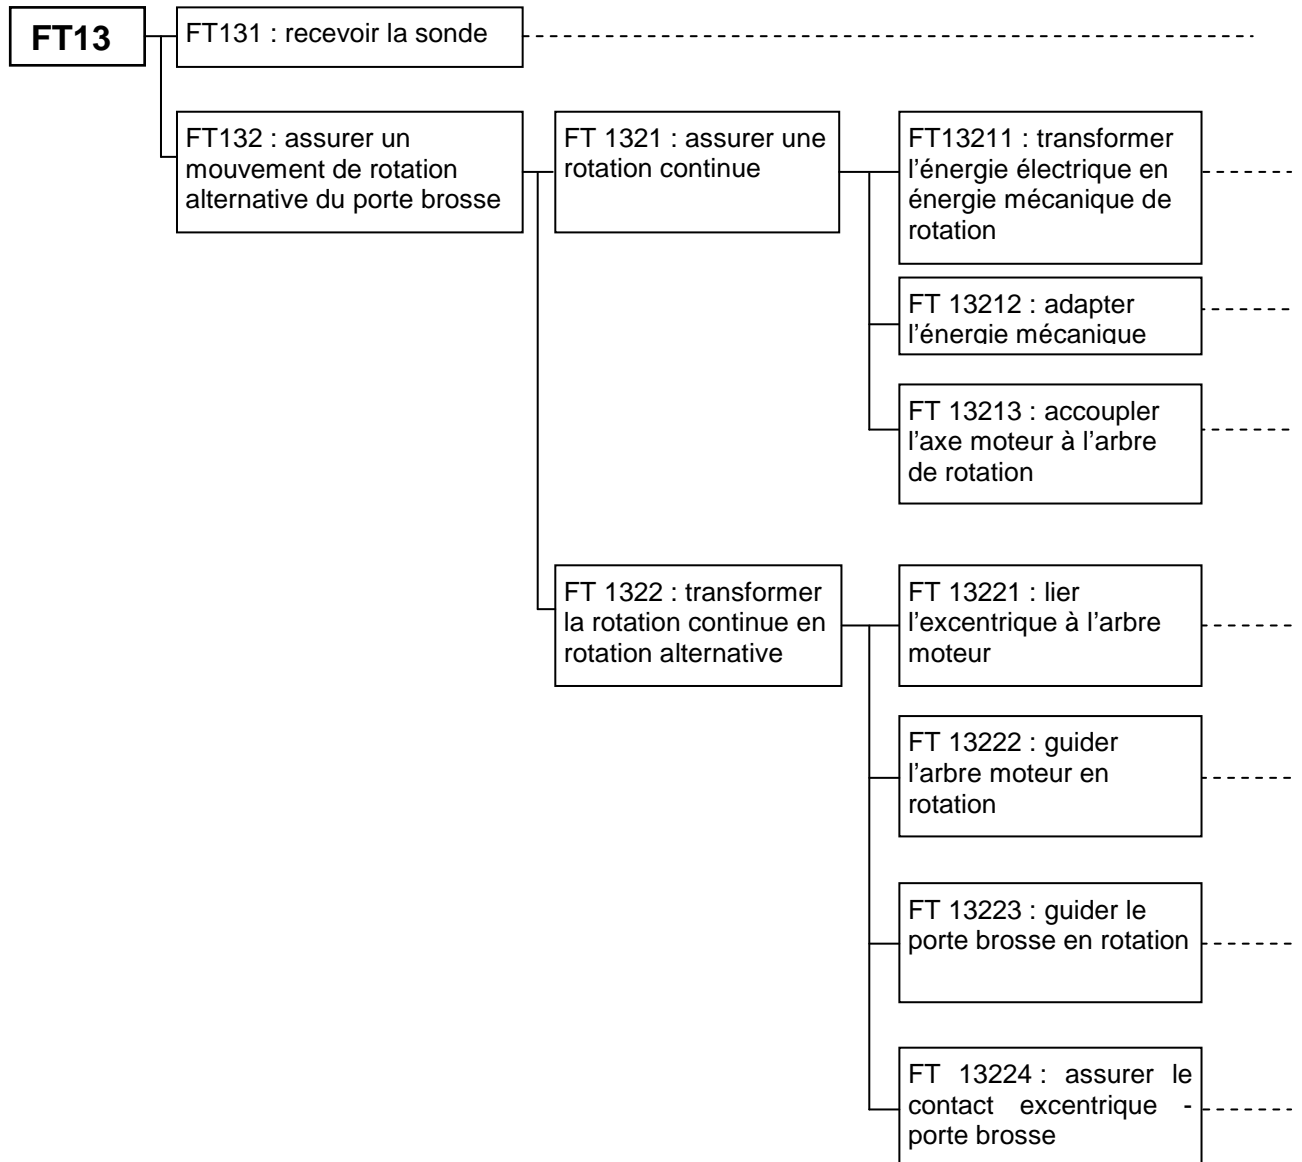 FT13
FT131 : recevoir la sonde
FT132 : assurer un
mouvement de rotation
alternative du porte brosse
FT 1321 : assurer une
rotation continue
FT13211 : transformer
l’énergie électrique en
énergie mécanique de
rotation
FT 13212 : adapter
l’énergie mécanique
FT 13213 : accoupler
l’axe moteur à l’arbre
de rotation
FT 1322 : transformer
la rotation continue en
rotation alternative
FT 13221 : lier
l’excentrique à l’arbre
moteur
FT 13222 : guider
l’arbre moteur en
rotation
FT 13223 : guider le
porte brosse en rotation
FT 13224 : assurer le
contact excentrique -
porte brosse